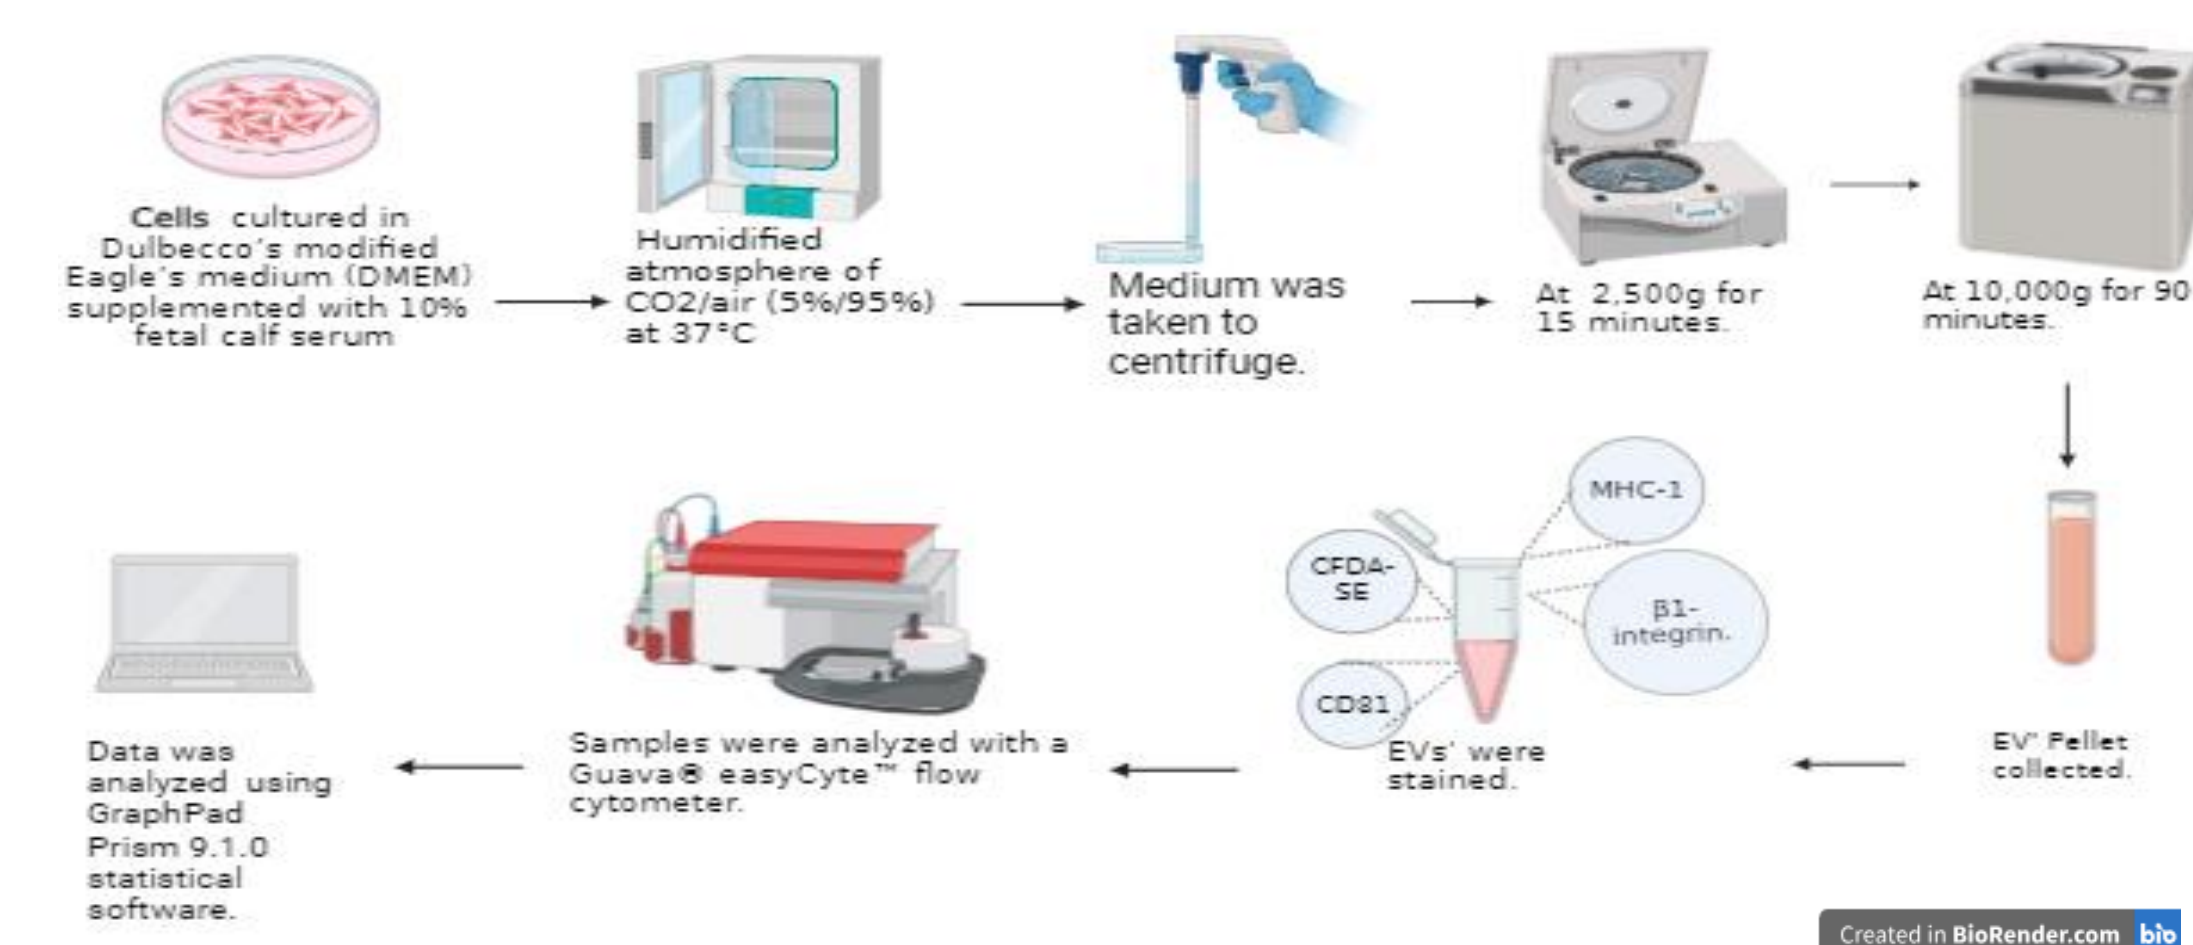 Cells cultured in
Dulbecco's modified
Eagle's medium (DMEM)
supplemented with 10%
fetal calf serum
Humidified
atmosphere of
CO2/air (5%/95%)
at 37°C
Medium was
taken to
centrifuge.
At 2,500g for
15 minutes.
At 10,000g for 90
minutes.
EV' Pellet
collected.
MHC-1
CFDA-
SE
β1-
integrin.
CD81
EVs' were
stained.
Samples were analyzed with a
Guava® easyCyte™ flow
cytometer.
Data was
analyzed using
GraphPad
Prism 9.1.0
statistical
software.
Created in BioRender.com bio